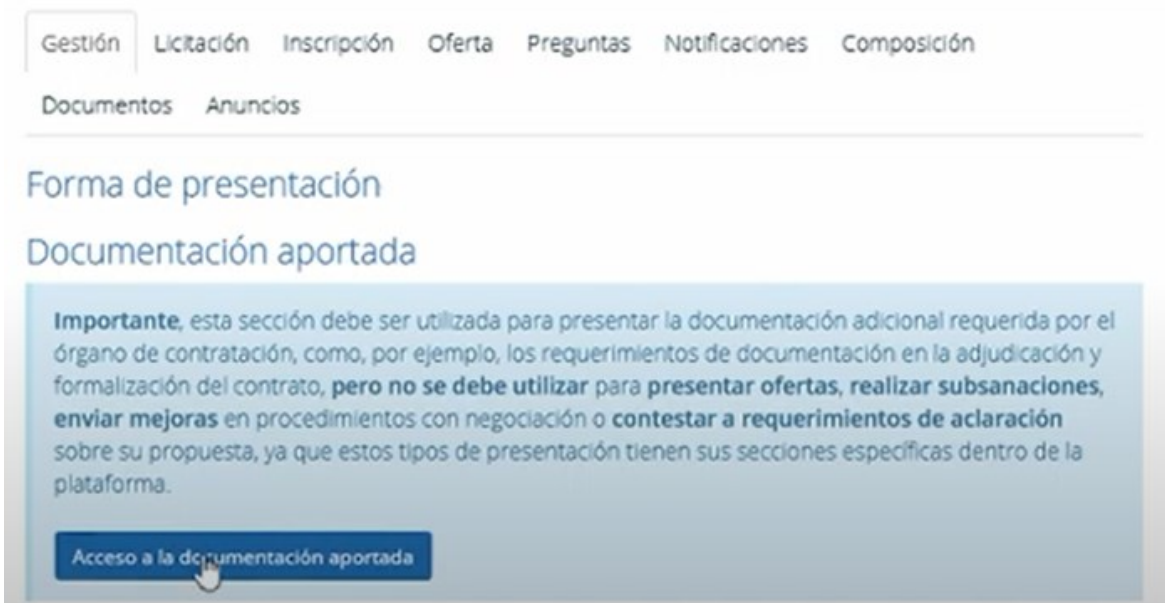 Gestión Licitación Inscripción Oferta Preguntas Notificaciones Composición
Documentos Anuncios
Forma de presentación
Documentación aportada
Importante, esta sección debe ser utilizada para presentar la documentación adicional requerida por el
órgano de contratación, como, por ejemplo, los requerimientos de documentación en la adjudicación y
formalización del contrato, pero no se debe utilizar para presentar ofertas, realizar subsanaciones,
enviar mejoras en procedimientos con negociación o contestar a requerimientos de aclaración
sobre su propuesta, ya que estos tipos de presentación tienen sus secciones específicas dentro de la
plataforma.
Acceso a la documentación aportada